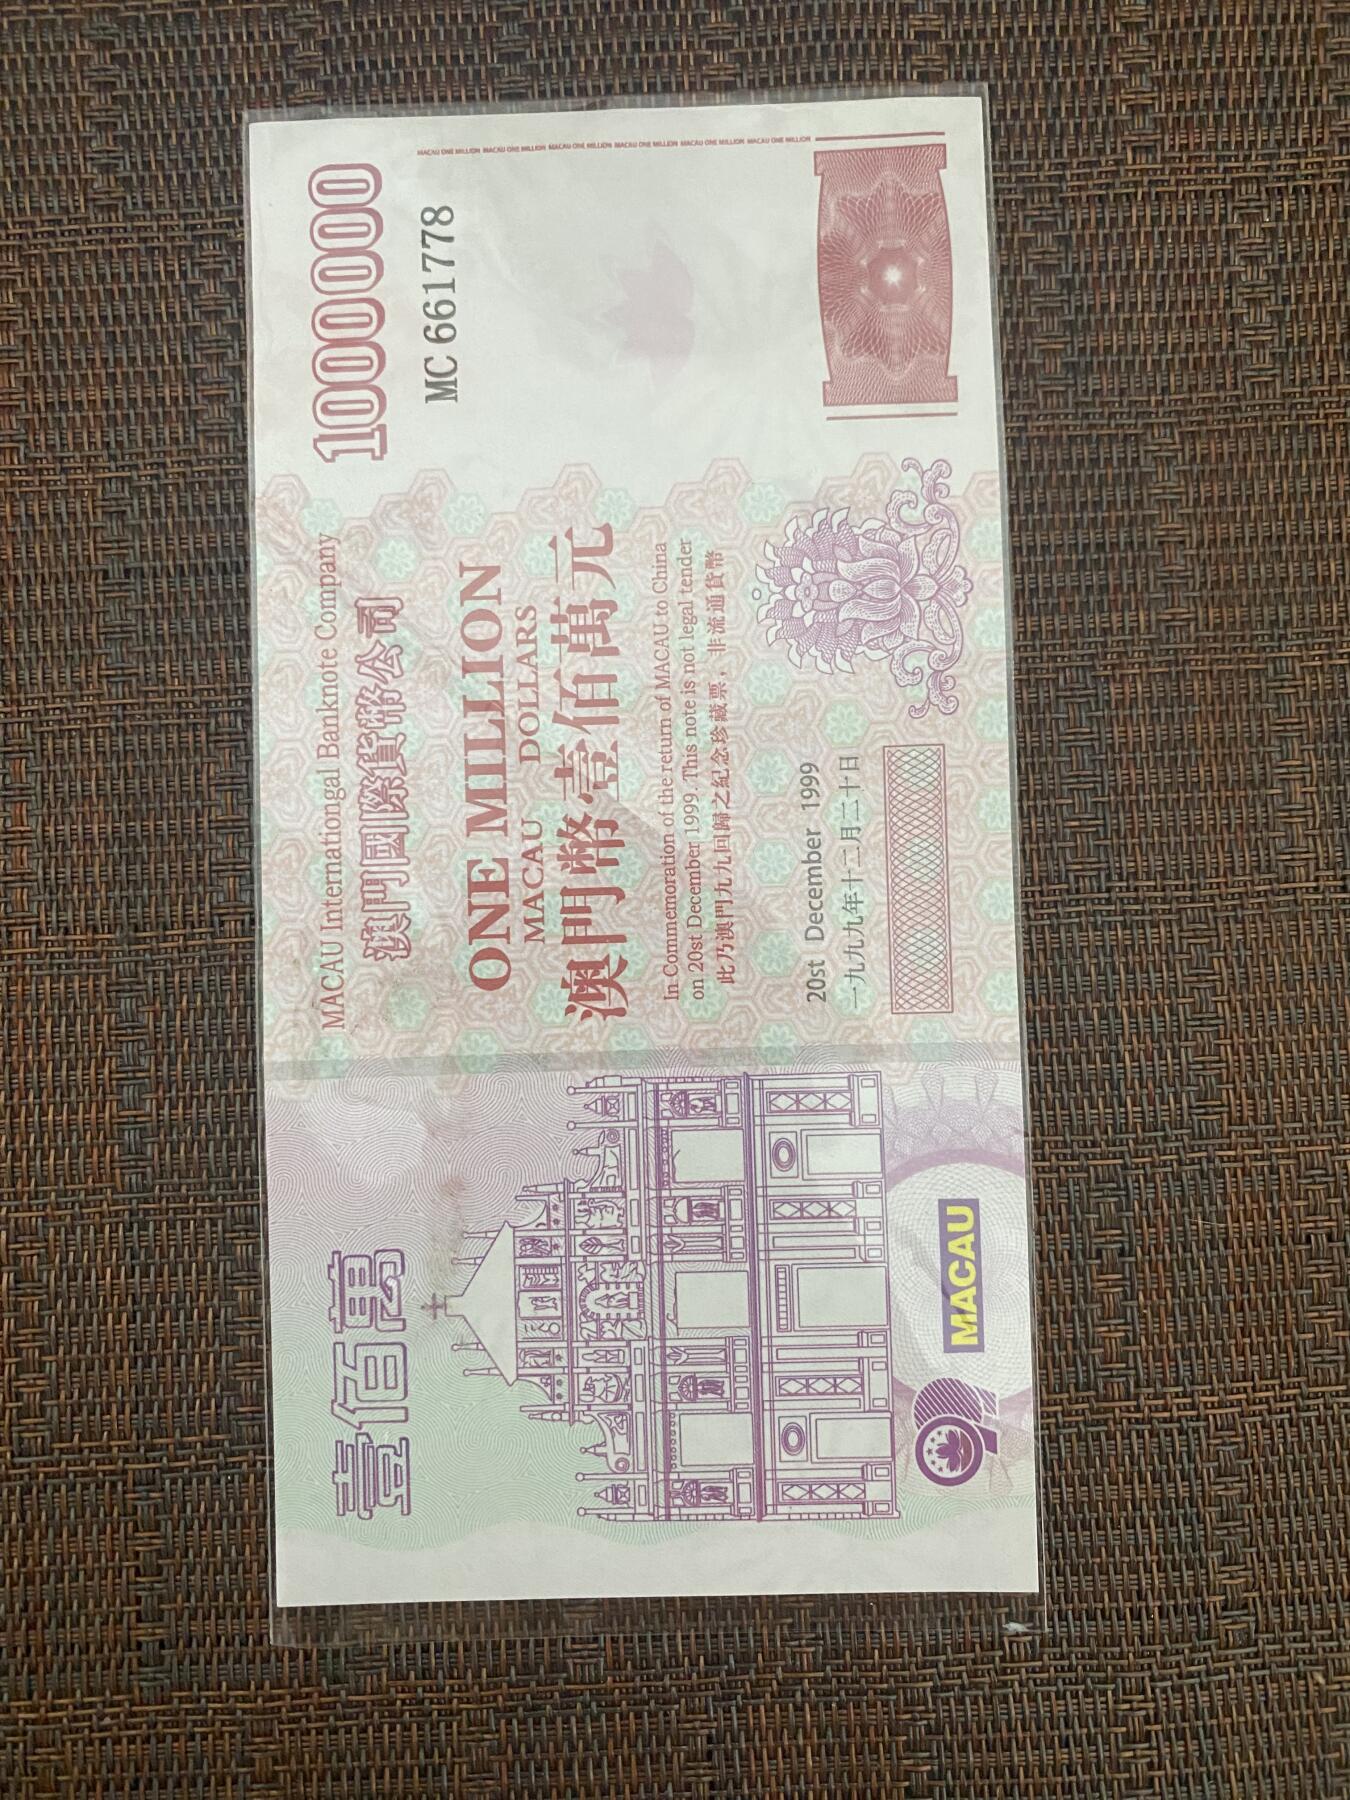 MACAU Internationgal Banknote Company
1000000
澳門國際貨幣公司
MC 661778
壹佰萬
ONE MILLION
MACAU DOLLARS
澳門幣壹佰萬元
In Commemoration of the return of MACAU to China
on 20st December 1999. This note is not legal tender
此乃澳門九九回歸之紀念珍藏票，非流通貨幣
20st December 1999
一九九九年十二月二十日
MACAU
99
MACAU ONE MILLION MACAU ONE MILLION MACAU ONE MILLION MACAU ONE MILLION MACAU ONE MILLION MACAU ONE MILLION